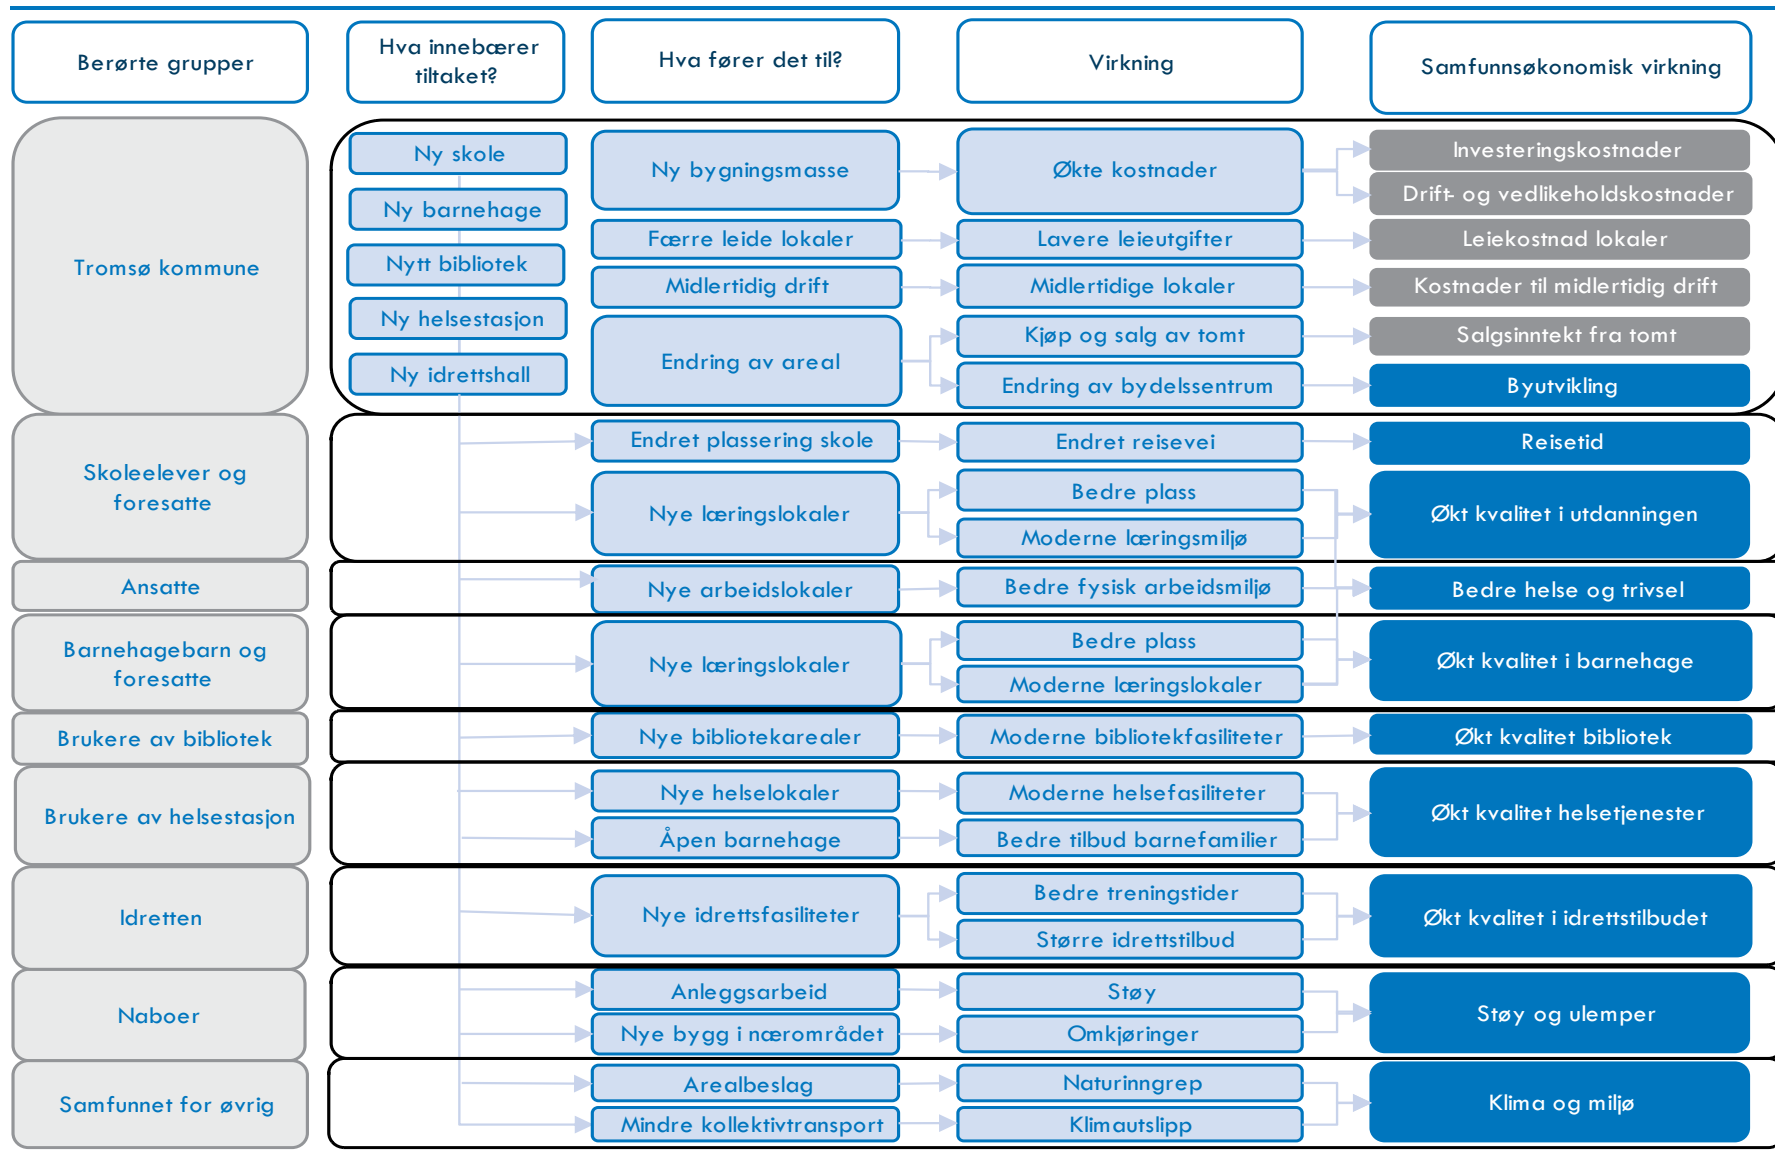 Berørte grupper
Hva innebærer
tiltaket?
Hva fører det til?
Virkning
Samfunnsøkonomisk virkning
Tromsø kommune
Ny skole
Ny barnehage
Nytt bibliotek
Ny helsestasjon
Ny idrettshall
Ny bygningsmasse
Økte kostnader
Investeringskostnader
Drift- og vedlikeholdskostnader
Færre leide lokaler
Lavere leieutgifter
Leiekostnad lokaler
Midlertidig drift
Midlertidige lokaler
Kostnader til midlertidig drift
Endring av areal
Kjøp og salg av tomt
Salgsinntekt fra tomt
Endring av bydelssentrum
Byutvikling
Skoleelever og
foresatte
Endret plassering skole
Endret reisevei
Reisetid
Nye læringslokaler
Bedre plass
Moderne læringsmiljø
Økt kvalitet i utdanningen
Ansatte
Nye arbeidslokaler
Bedre fysisk arbeidsmiljø
Bedre helse og trivsel
Barnehagebarn og
foresatte
Nye læringslokaler
Bedre plass
Moderne læringslokaler
Økt kvalitet i barnehage
Brukere av bibliotek
Nye bibliotekarealer
Moderne bibliotekfasiliteter
Økt kvalitet bibliotek
Brukere av helsestasjon
Nye helselokaler
Moderne helsefasiliteter
Åpen barnehage
Bedre tilbud barnefamilier
Økt kvalitet helsetjenester
Idretten
Nye idrettsfasiliteter
Bedre treningstider
Større idrettstilbud
Økt kvalitet i idrettstilbudet
Naboer
Anleggsarbeid
Støy
Nye bygg i nærområdet
Omkjøringer
Støy og ulemper
Samfunnet for øvrig
Arealbeslag
Naturinngrep
Mindre kollektivtransport
Klimautslipp
Klima og miljø